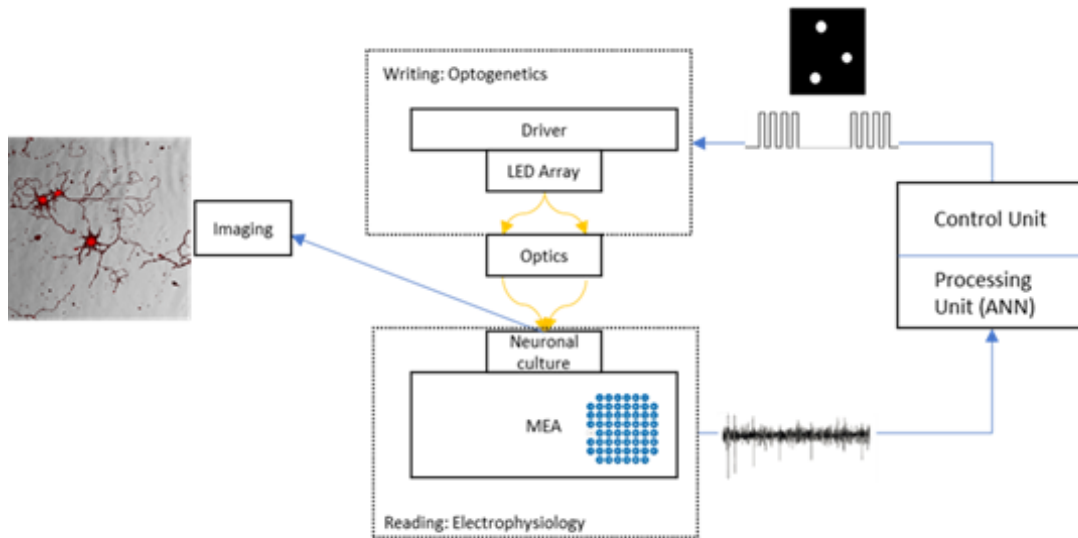 Writing: Optogenetics
Driver
LED Array
Imaging
Optics
Control Unit
Processing
Unit (ANN)
Neuronal
culture
MEA
Reading: Electrophysiology